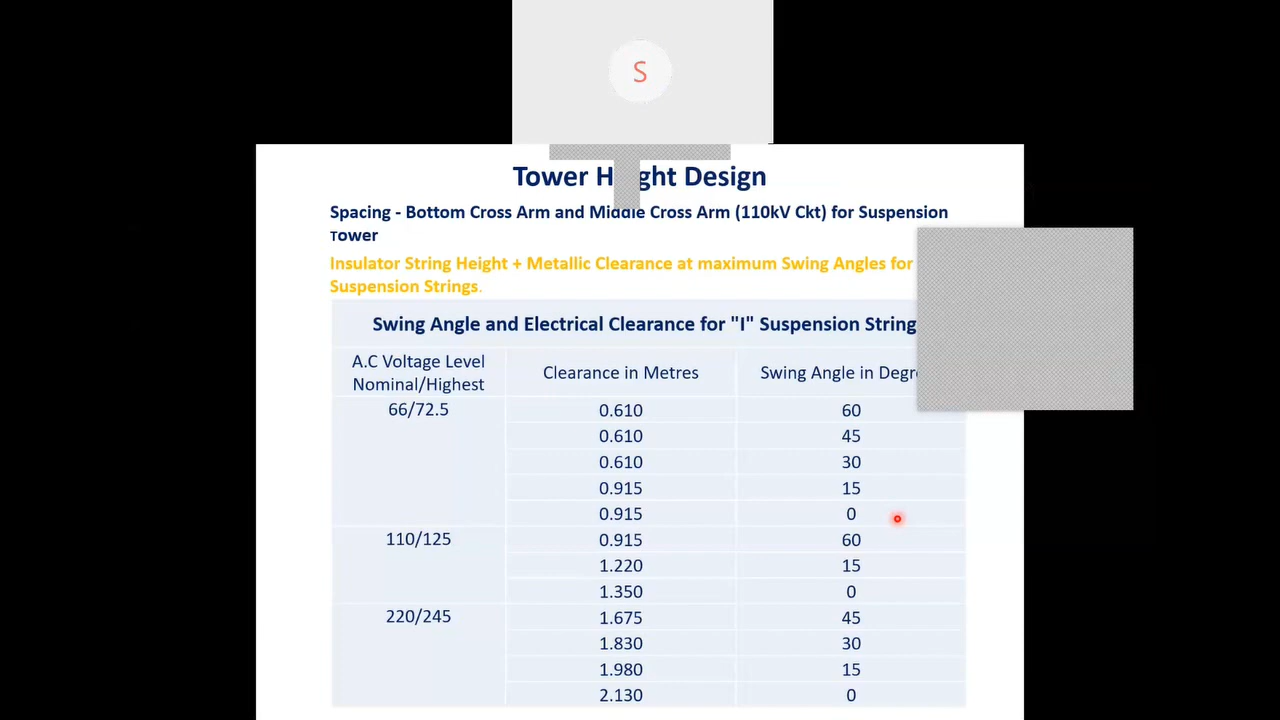 S
Tower Height Design
Spacing - Bottom Cross Arm and Middle Cross Arm (110kV Ckt) for Suspension
Tower
Insulator String Height + Metallic Clearance at maximum Swing Angles for
Suspension Strings.
Swing Angle and Electrical Clearance for "I" Suspension String
A.C Voltage Level Clearance in Metres Swing Angle in
Nominal/Highest
66/72.5 0.610 60
0.610 45
0.610 30
0.915 15
0.915 0
110/125 0.915 60
1.220 15
1.350 0
220/245 1.675 45
1.830 30
1.980 15
2.130 0